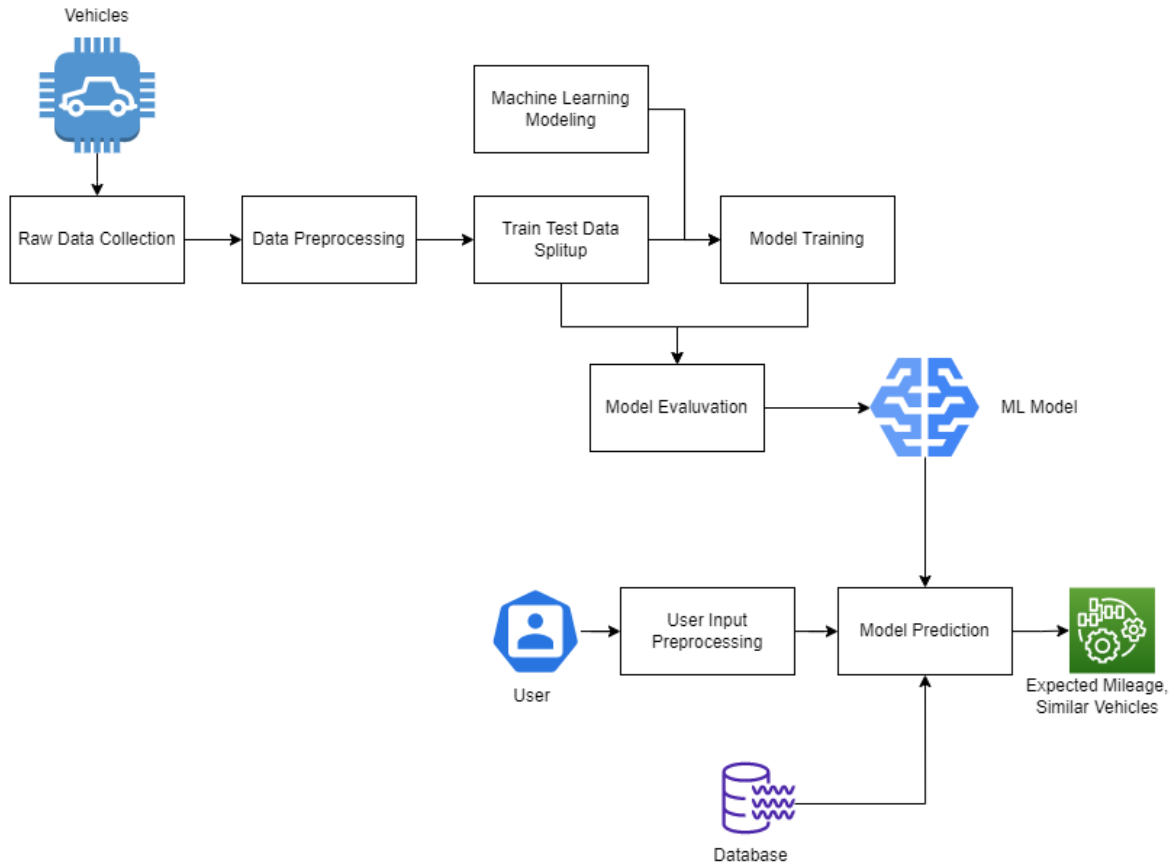 Vehicles
Machine Learning
Modeling
Raw Data Collection
Data Preprocessing
Train Test Data
Splitup
Model Training
Model Evaluvation
ML Model
User Input
Preprocessing
Model Prediction
User
Expected Mileage,
Similar Vehicles
Database